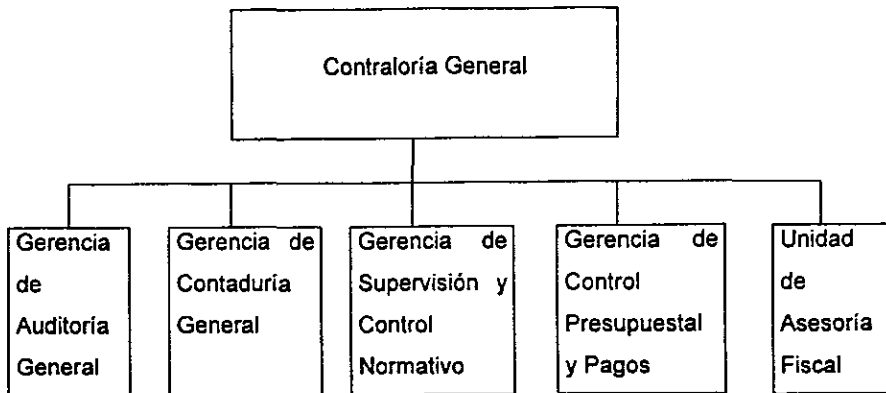 Contraloría General
Gerencia
de
Auditoría
General
Gerencia de
Contaduría
General
Gerencia de
Supervisión y
Control
Normativo
Gerencia de
Control
Presupuestal
y Pagos
Unidad
de
Asesoría
Fiscal